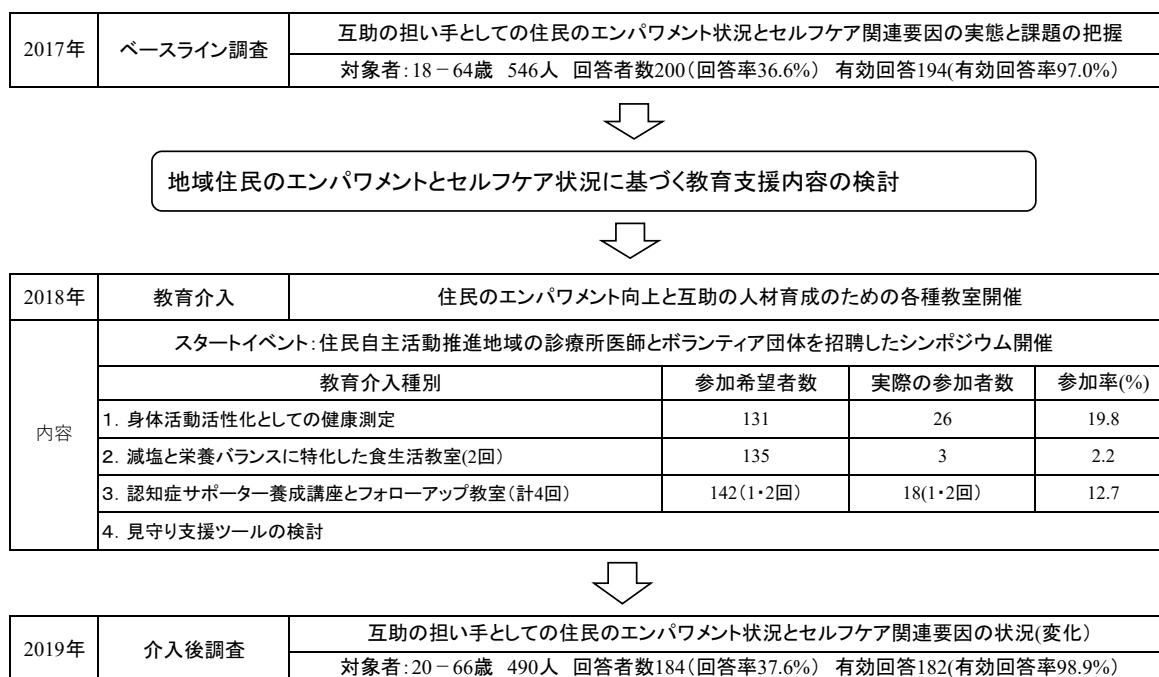 2017年 ベースライン調査 互助の担い手としての住民のエンパワメント状況とセルフケア関連要因の実態と課題の把握
対象者：18－64歳 546人 回答者数200（回答率36.6%） 有効回答194(有効回答率97.0%）
地域住民のエンパワメントとセルフケア状況に基づく教育支援内容の検討
2018年 教育介入 住民のエンパワメント向上と互助の人材育成のための各種教室開催
内容
スタートイベント：住民自主活動推進地域の診療所医師とボランティア団体を招聘したシンポジウム開催
教育介入種別 参加希望者数 実際の参加者数 参加率(%)
1．身体活動活性化としての健康測定 131 26 19.8
2．減塩と栄養バランスに特化した食生活教室(2回) 135 3 2.2
3．認知症サポーター養成講座とフォローアップ教室（計4回） 142（1・2回） 18(1・2回） 12.7
4．見守り支援ツールの検討
2019年 介入後調査 互助の担い手としての住民のエンパワメント状況とセルフケア関連要因の状況(変化）
対象者：20－66歳 490人 回答者数184（回答率37.6%） 有効回答182(有効回答率98.9%）